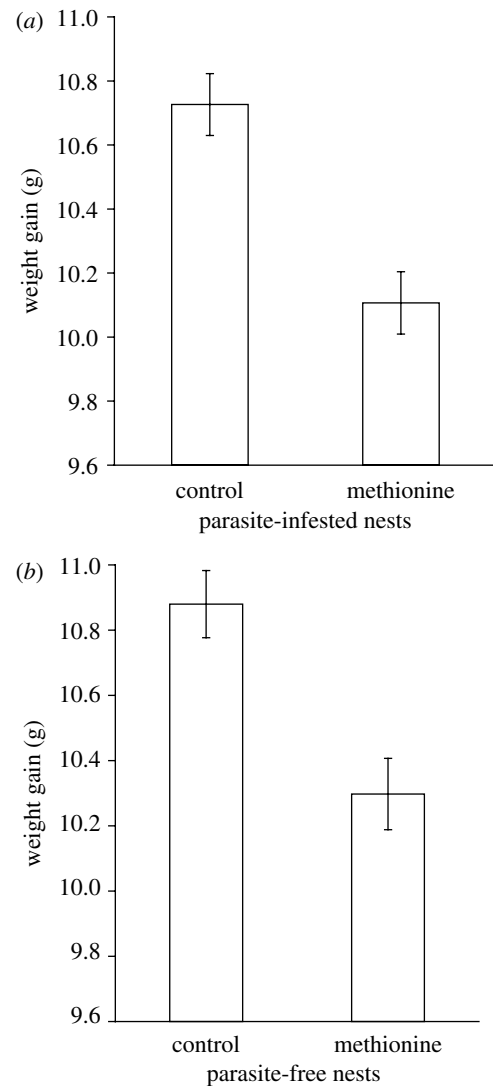 (a)
11.0
10.8
10.6
10.4
10.2
10.0
9.8
9.6
weight gain (g)
control methionine
parasite-infested nests
(b)
11.0
10.8
10.6
10.4
10.2
10.0
9.8
9.6
weight gain (g)
control methionine
parasite-free nests